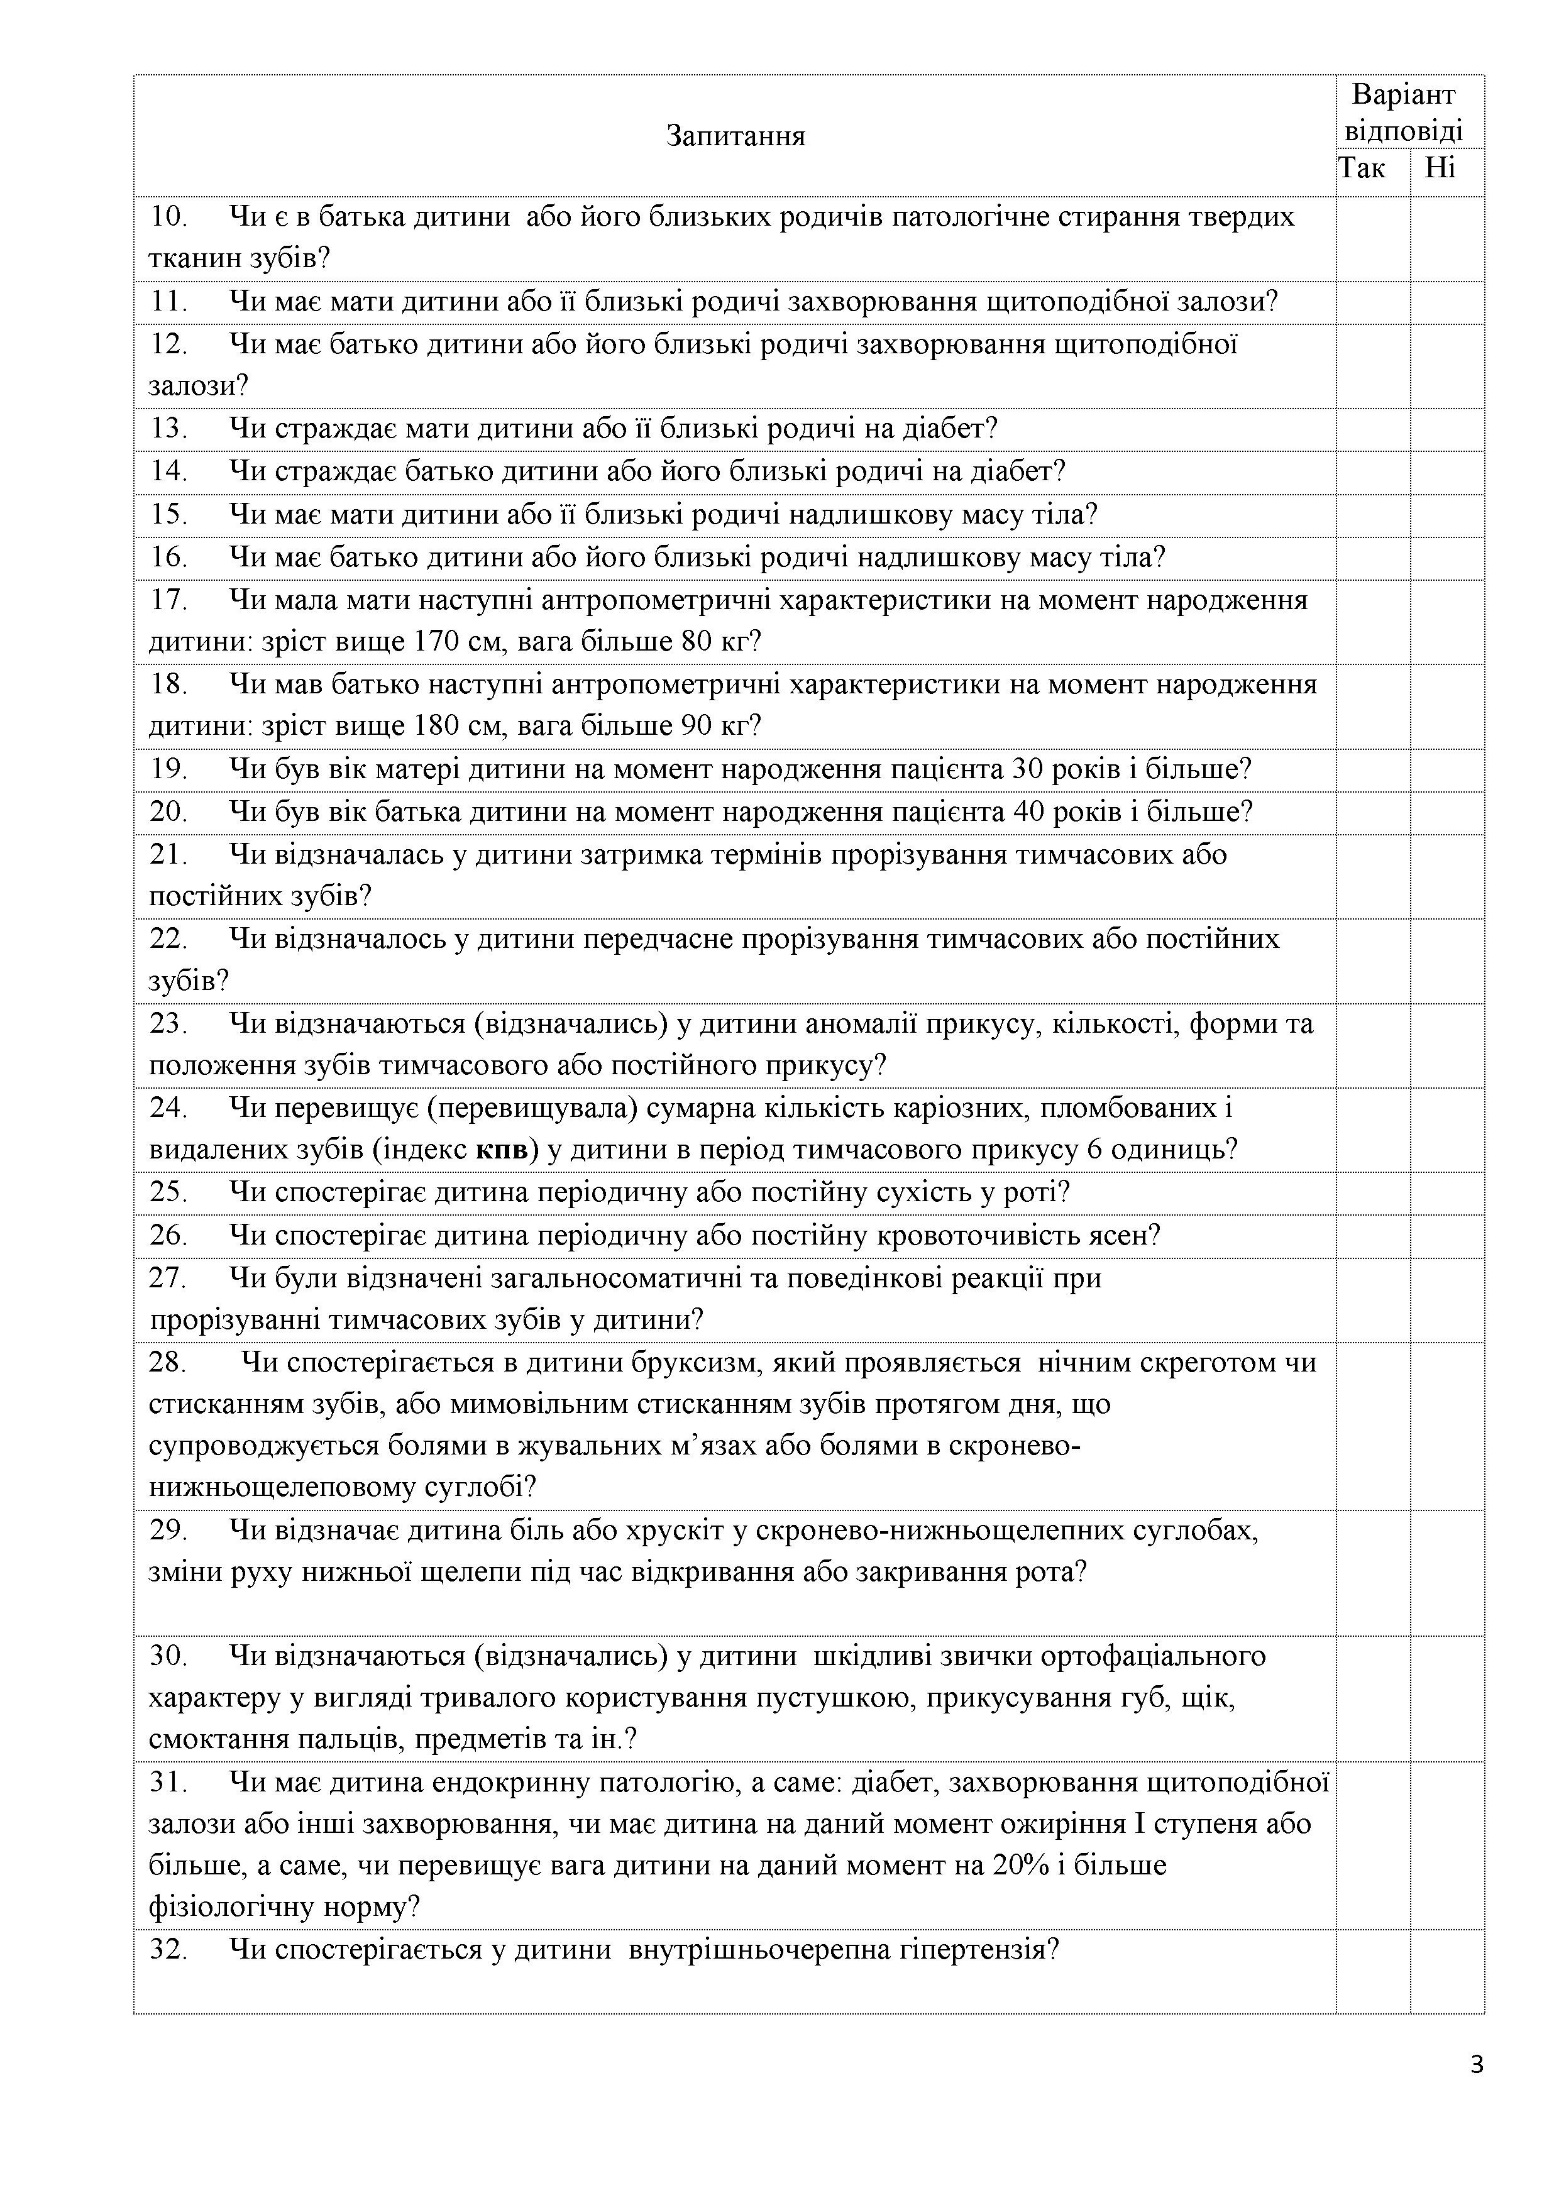 Запитання
Варіант
відповіді
Так
Ні
10. Чи є в батька дитини або його близьких родичів патологічне стирання твердих
тканин зубів?
11. Чи має мати дитини або її близькі родичі захворювання щитоподібної залози?
12. Чи має батько дитини або його близькі родичі захворювання щитоподібної
залози?
13. Чи страждає мати дитини або її близькі родичі на діабет?
14. Чи страждає батько дитини або його близькі родичі на діабет?
15. Чи має мати дитини або її близькі родичі надлишкову масу тіла?
16. Чи має батько дитини або його близькі родичі надлишкову масу тіла?
17. Чи мала мати наступні антропометричні характеристики на момент народження
дитини: зріст вище 170 см, вага більше 80 кг?
18. Чи мав батько наступні антропометричні характеристики на момент народження
дитини: зріст вище 180 см, вага більше 90 кг?
19. Чи був вік матері дитини на момент народження пацієнта 30 років і більше?
20. Чи був вік батька дитини на момент народження пацієнта 40 років і більше?
21. Чи відзначалась у дитини затримка термінів прорізування тимчасових або
постійних зубів?
22. Чи відзначалось у дитини передчасне прорізування тимчасових або постійних
зубів?
23. Чи відзначаються (відзначались) у дитини аномалії прикусу, кількості, форми та
положення зубів тимчасового або постійного прикусу?
24. Чи перевищує (перевищувала) сумарна кількість каріозних, пломбованих і
видалених зубів (індекс кпв) у дитини в період тимчасового прикусу 6 одиниць?
25. Чи спостерігає дитина періодичну або постійну сухість у роті?
26. Чи спостерігає дитина періодичну або постійну кровоточивість ясен?
27. Чи були відзначені загальносоматичні та поведінкові реакції при
прорізуванні тимчасових зубів у дитини?
28. Чи спостерігається в дитини бруксизм, який проявляється нічним скреготом чи
стисканням зубів, або мимовільним стисканням зубів протягом дня, що
супроводжується болями в жувальних м’язах або болями в скронево-
нижньощелеповому суглобі?
29. Чи відзначає дитина біль або хрускіт у скронево-нижньощелепних суглобах,
зміни руху нижньої щелепи під час відкривання або закривання рота?
30. Чи відзначаються (відзначались) у дитини шкідливі звички ортофаціального
характеру у вигляді тривалого користування пустушкою, прикусування губ, щік,
смоктання пальців, предметів та ін.?
31. Чи має дитина ендокринну патологію, а саме: діабет, захворювання щитоподібної
залози або інші захворювання, чи має дитина на даний момент ожиріння І ступеня або
більше, а саме, чи перевищує вага дитини на даний момент на 20% і більше
фізіологічну норму?
32. Чи спостерігається у дитини внутрішньочерепна гіпертензія?
3